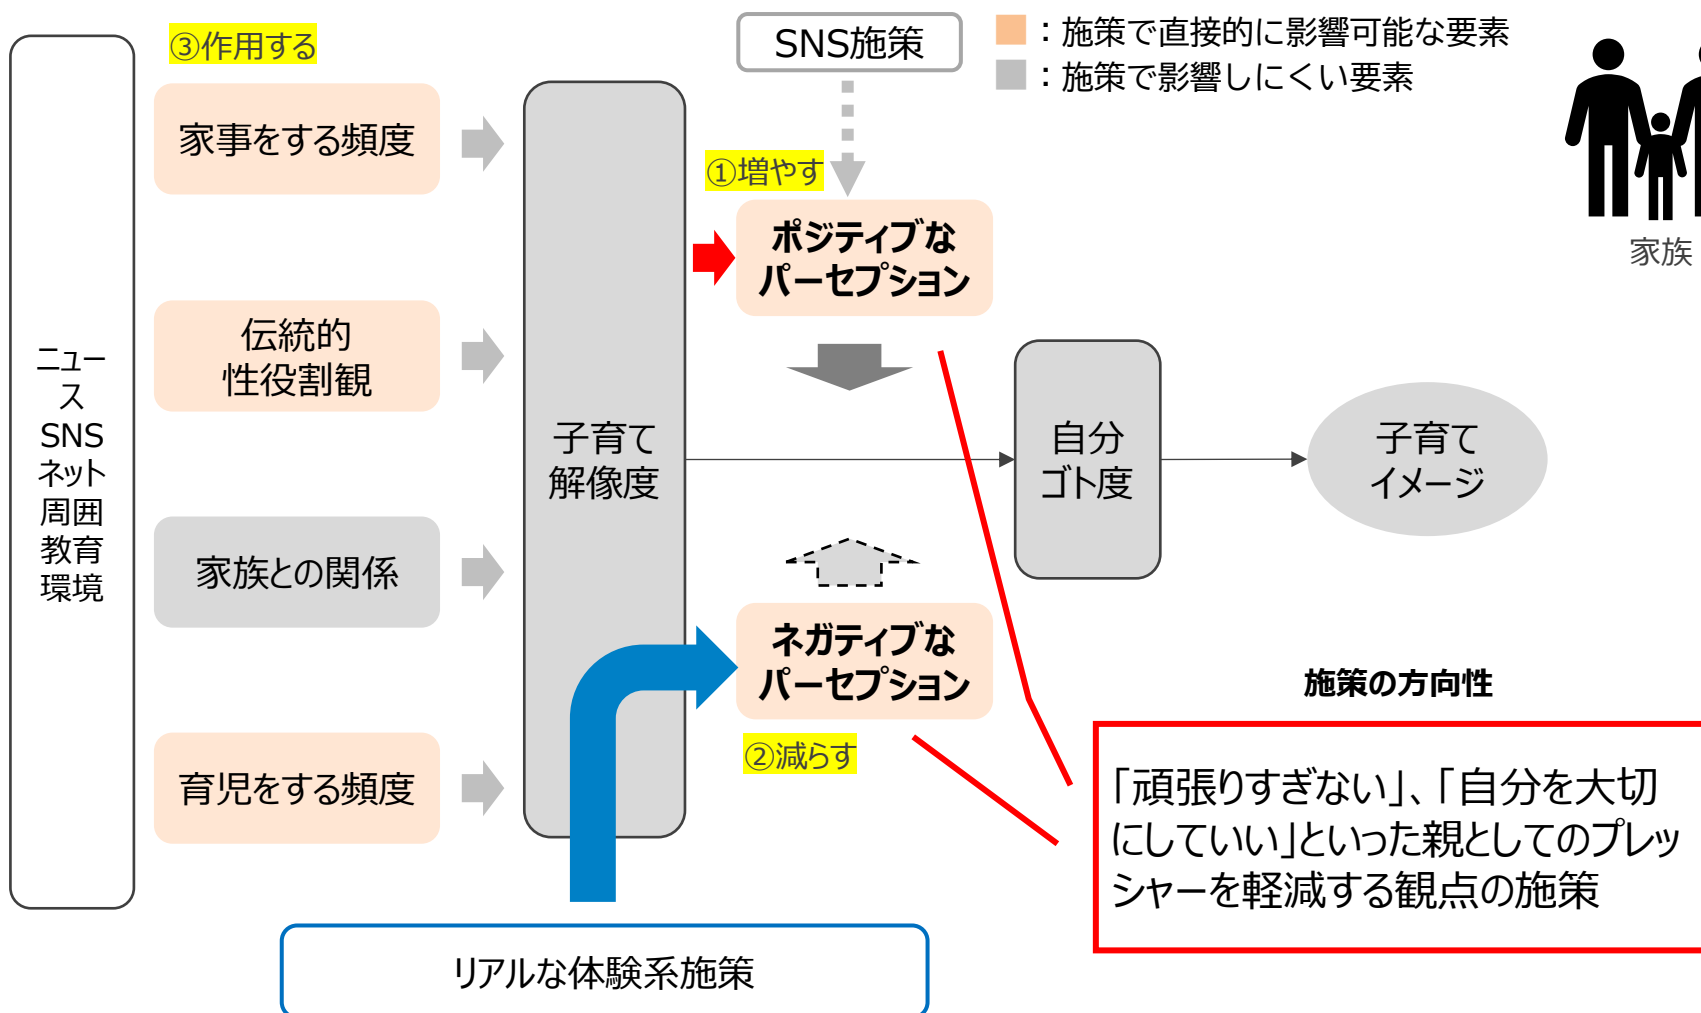 ③作用する
SNS施策
：施策で直接的に影響可能な要素
：施策で影響しにくい要素
家族
ニュー
ス
SNS
ネット
周囲
教育
環境
家事をする頻度
伝統的
性役割観
家族との関係
育児をする頻度
子育て
解像度
①増やす
ポジティブな
パーセプション
ネガティブな
パーセプション
②減らす
自分
ゴト度
子育て
イメージ
施策の方向性
「頑張りすぎない」、「自分を大切
にしていい」といった親としてのプレッ
シャーを軽減する観点の施策
リアルな体験系施策